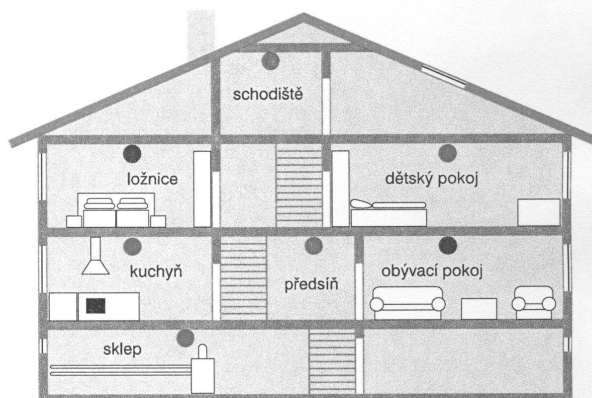 schodiště
ložnice
dětský pokoj
kuchyň
předsíň
obývací pokoj
sklep